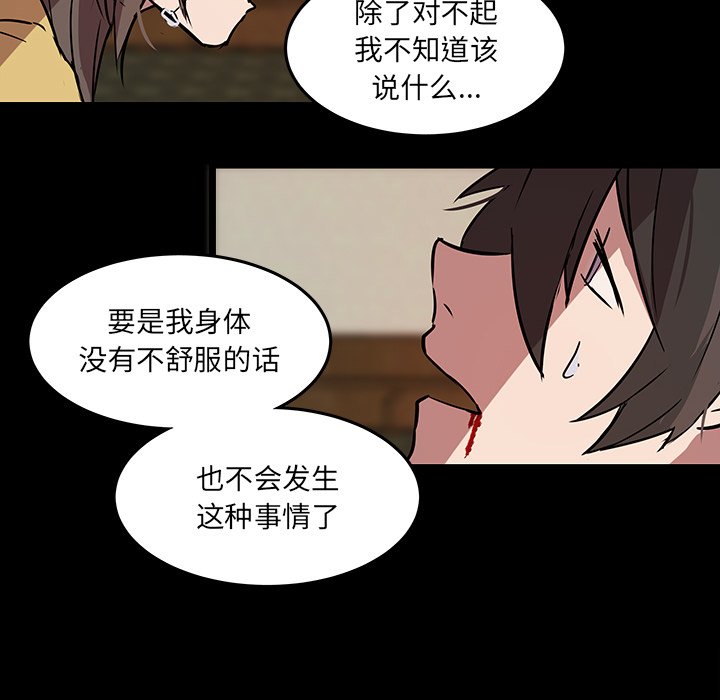 除了对不起
我不知道该
说什么...
要是我身体
没有不舒服的话
也不会发生
这种事情了